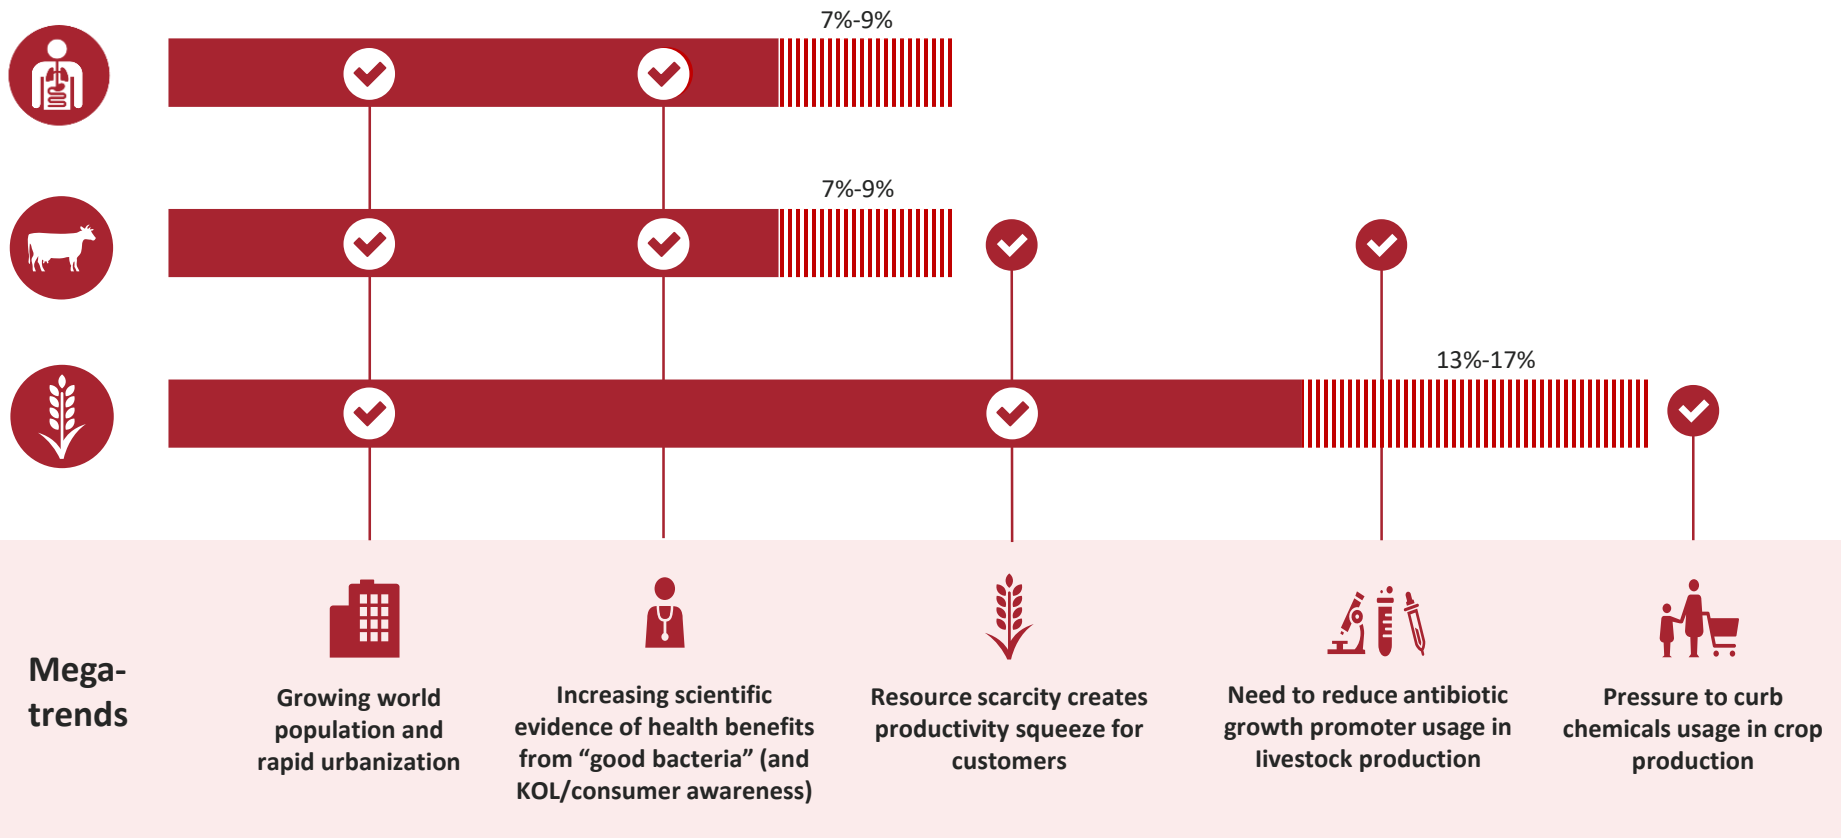 7%-9%
7%-9%
13%-17%
Mega-
trends
Growing world
population and
rapid urbanization
Increasing scientific
evidence of health benefits
from “good bacteria” (and
KOL/consumer awareness)
Resource scarcity creates
productivity squeeze for
customers
Need to reduce antibiotic
growth promoter usage in
livestock production
Pressure to curb
chemicals usage in crop
production